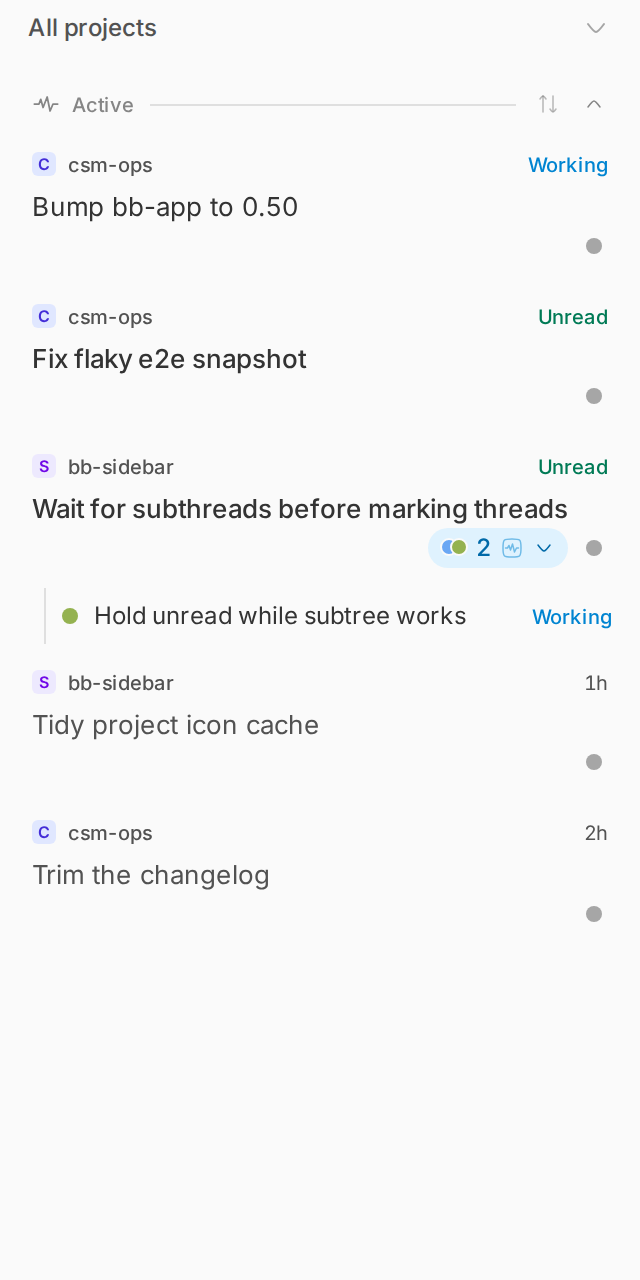 All projects
Active
C csm-ops Working
Bump bb-app to 0.50
C csm-ops Unread
Fix flaky e2e snapshot
S bb-sidebar Unread
Wait for subthreads before marking threads
2
Hold unread while subtree works Working
S bb-sidebar 1h
Tidy project icon cache
C csm-ops 2h
Trim the changelog